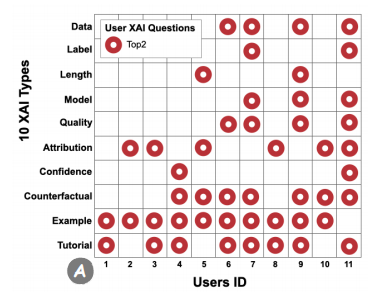 User XAI Questions
Top2
10 XAI Types
Data
Label
Length
Model
Quality
Attribution
Confidence
Counterfactual
Example
Tutorial
A
1 2 3 4 5 6 7 8 9 10 11
Users ID